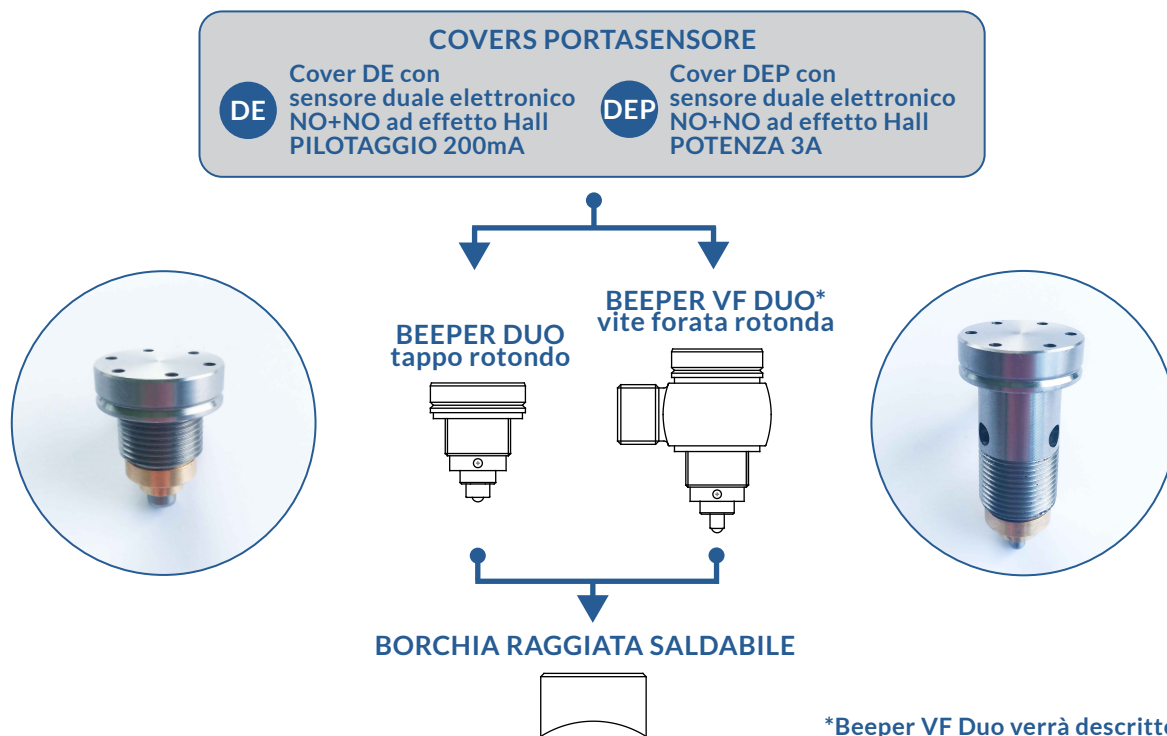 COVERS PORTASENSORE
DE
Cover DE con
sensore duale elettronico
NO+NO ad effetto Hall
PILOTAGGIO 200mA
DEP
Cover DEP con
sensore duale elettronico
NO+NO ad effetto Hall
POTENZA 3A
BEEPER DUO
tappo rotondo
BEEPER VF DUO*
vite forata rotonda
BORCHIA RAGGIATA SALDABILE
*Beeper VF Duo verrà descritto